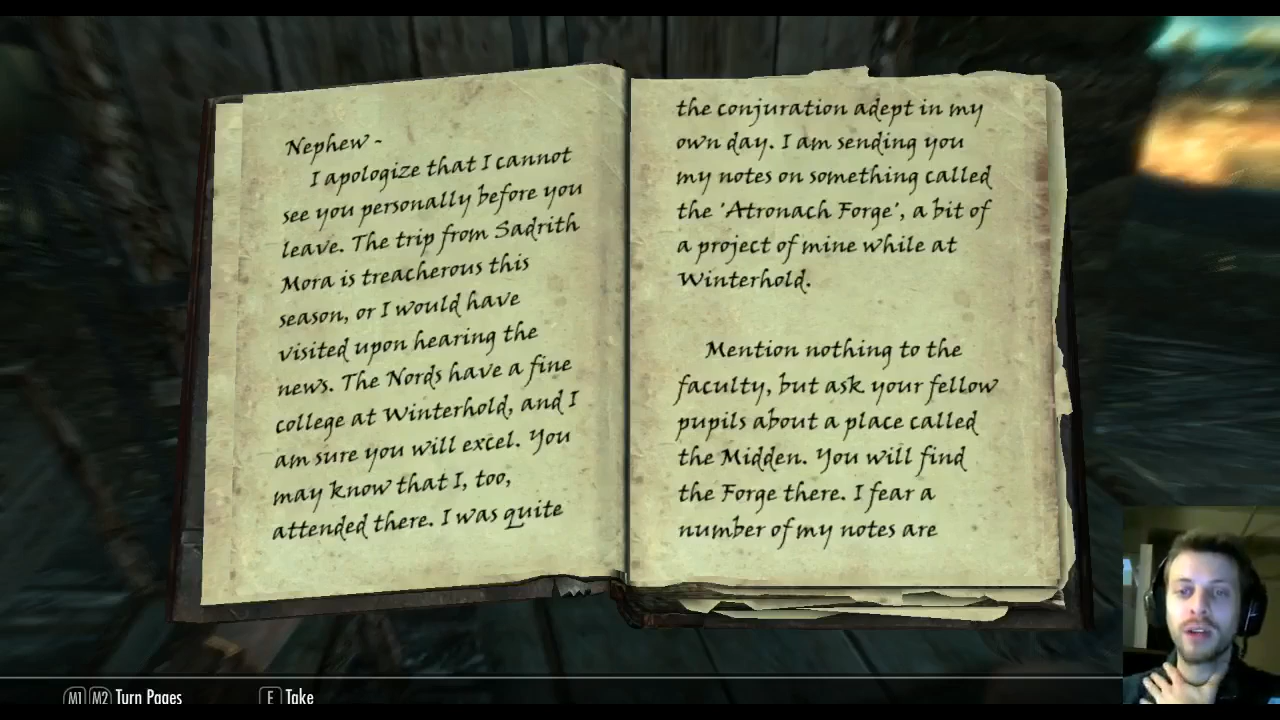 Nephew -
I apologize that I cannot
see you personally before you
leave. The trip from Sadrith
Mora is treacherous this
season, or I would have
visited upon hearing the
news. The Nords have a fine
college at Winterhold, and I
am sure you will excel. You
may know that I, too,
attended there. I was quite
the conjuration adept in my
own day. I am sending you
my notes on something called
the 'Atronach Forge', a bit of
a project of mine while at
Winterhold.
Mention nothing to the
faculty, but ask your fellow
pupils about a place called
the Midden. You will find
the Forge there. I fear a
number of my notes are
M1 M2 Turn Pages
E Take